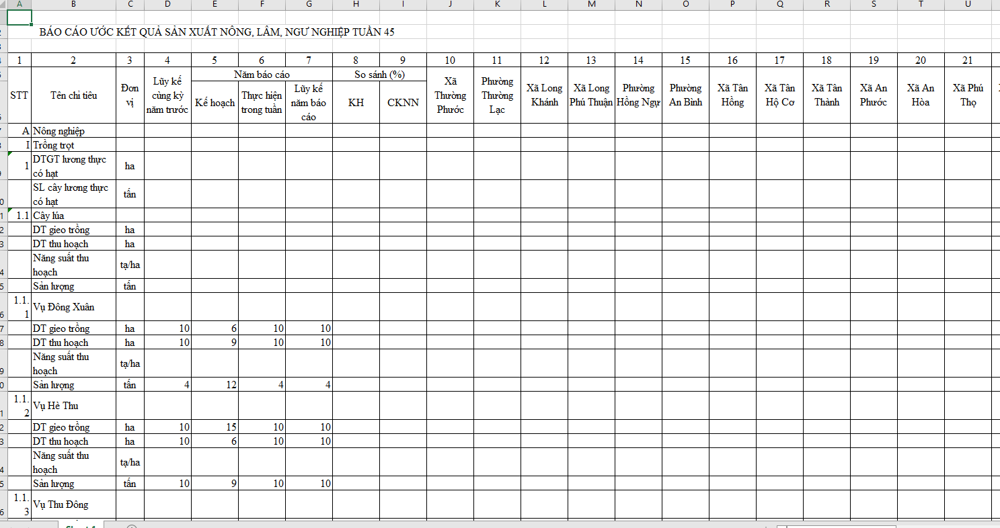 A B C D E F G H I J K L M N O P Q R S T U
BÁO CÁO ƯỚC KẾT QUẢ SẢN XUẤT NÔNG, LÂM, NGƯ NGHIỆP TUẦN 45
1 2 3 4 5 6 7 8 9 10 11 12 13 14 15 16 17 18 19 20 21
STT
Tên chỉ tiêu
Đơn
vị
Lũy kế
cùng kỳ
năm trước
Năm báo cáo
Kế hoạch
Thực hiện
trong tuần
Lũy kế
năm báo
cáo
So sánh (%)
KH
CKNN
Xã
Thường
Phước
Phường
Thường
Lạc
Xã Long
Khánh
Xã Long
Phú Thuận
Phường
Hồng Ngự
Phường
An Bình
Xã Tân
Hồng
Xã Tân
Hộ Cơ
Xã Tân
Thành
Xã An
Phước
Xã An
Hòa
Xã Phú
Thọ
A Nông nghiệp
I Trồng trọt
1 DTGT lương thực
có hạt
ha
SL cây lương thực
có hạt
tấn
1.1 Cây lúa
DT gieo trồng ha
DT thu hoạch ha
Năng suất thu
hoạch
tạ/ha
Sản lượng tấn
1.1.
1
Vụ Đông Xuân
DT gieo trồng ha 10 6 10 10
DT thu hoạch ha 10 9 10 10
Năng suất thu
hoạch
tạ/ha
Sản lượng tấn 4 12 4 4
1.1.
2
Vụ Hè Thu
DT gieo trồng ha 10 15 10 10
DT thu hoạch ha 10 6 10 10
Năng suất thu
hoạch
tạ/ha
Sản lượng tấn 10 9 10 10
1.1.
3
Vụ Thu Đông